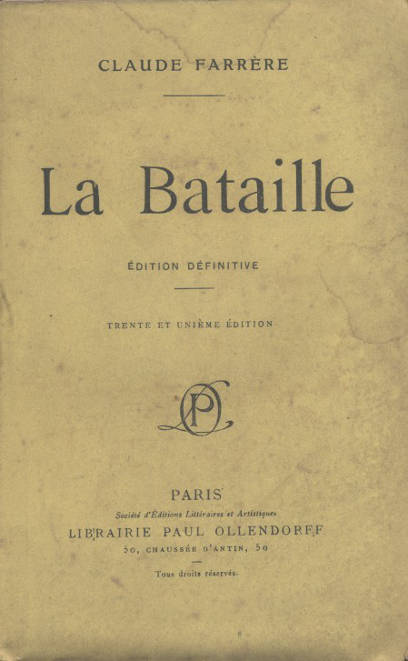 CLAUDE FARRÈRE
La Bataille
ÉDITION DÉFINITIVE
TRENTE ET UNIÈME ÉDITION
PARIS
Société d'Éditions Littéraires et Artistiques
LIBRAIRIE PAUL OLLENDORFF
50, CHAUSSÉE D'ANTIN, 50
Tous droits réservés.